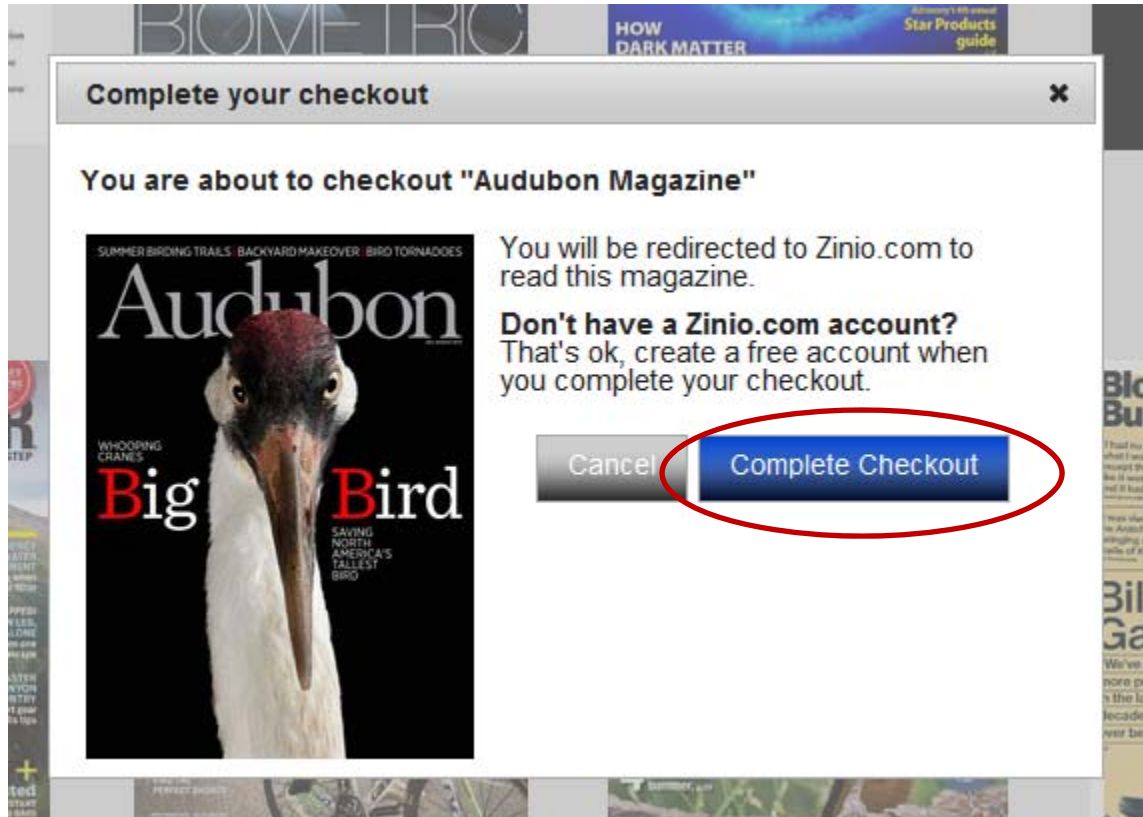 BIOMETRIC
HOW
DARK MATTER
Star Products
guide
Complete your checkout
You are about to checkout "Audubon Magazine"
SUMMER BIRDING TRAILS | BACKYARD MAKEOVER | BIRD TORNADOES
Audubon
WHOOPING
CRANES
Big Bird
SAVING
NORTH
AMERICA'S
TALLEST
BIRD
You will be redirected to Zinio.com to
read this magazine.
Don't have a Zinio.com account?
That's ok, create a free account when
you complete your checkout.
Cancel
Complete Checkout